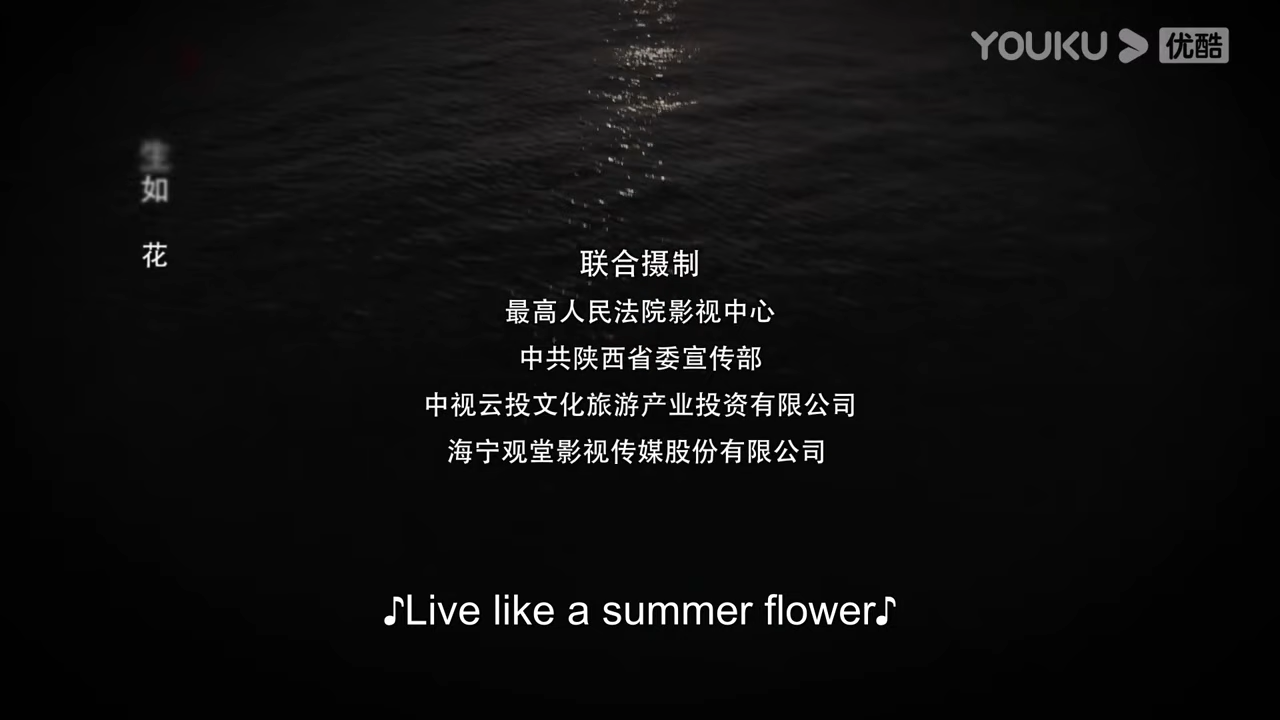 YOUKU 优酷
生如 花
联合摄制
最高人民法院影视中心
中共陕西省委宣传部
中视云投文化旅游产业投资有限公司
海宁观堂影视传媒股份有限公司
♪Live like a summer flower♪